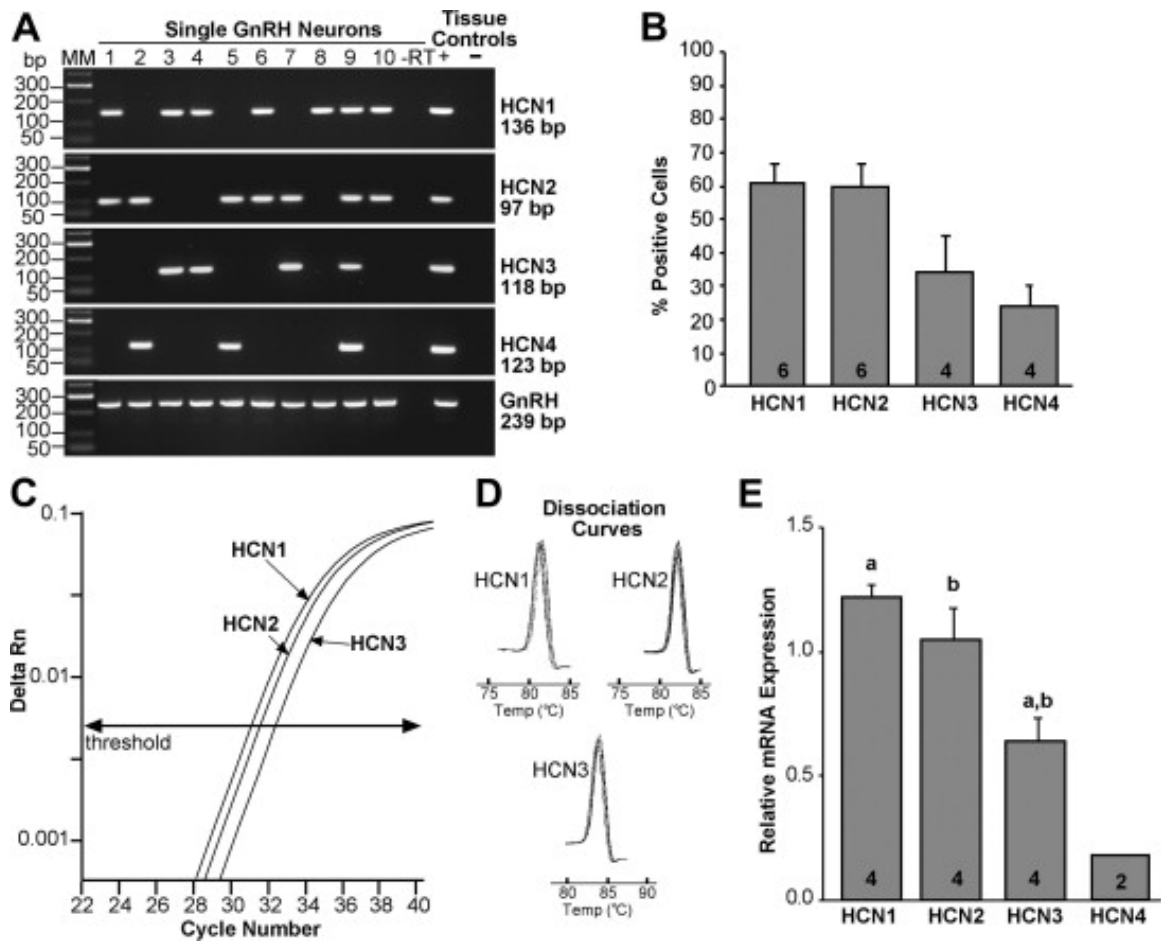 A
Single GnRH Neurons
Tissue
Controls
bp MM 1 2 3 4 5 6 7 8 9 10 -RT + –
300
200
100
50
HCN1
136 bp
300
200
100
50
HCN2
97 bp
300
200
100
50
HCN3
118 bp
300
200
100
50
HCN4
123 bp
300
200
100
50
GnRH
239 bp
B
% Positive Cells
100
90
80
70
60
50
40
30
20
10
0
6 6 4 4
HCN1 HCN2 HCN3 HCN4
C
Delta Rn
0.1
0.01
0.001
HCN1
HCN2
HCN3
threshold
22 24 26 28 30 32 34 36 38 40
Cycle Number
D
Dissociation
Curves
HCN1
75 80 85
Temp (°C)
HCN2
75 80 85
Temp (°C)
HCN3
80 85 90
Temp (°C)
E
Relative mRNA Expression
1.5
1.0
0.5
0.0
a
b
a,b
4 4 4 2
HCN1 HCN2 HCN3 HCN4